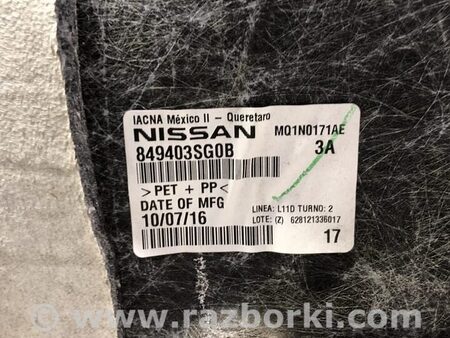 IACNA México II - Queretaro
NISSAN MQ1N0171AE
849403SG0B 3A
>PET + PP<
DATE OF MFG LINEA: L11D TURNO: 2
10/07/16 LOTE: (Z) 628121336017
17
www.razborki.com